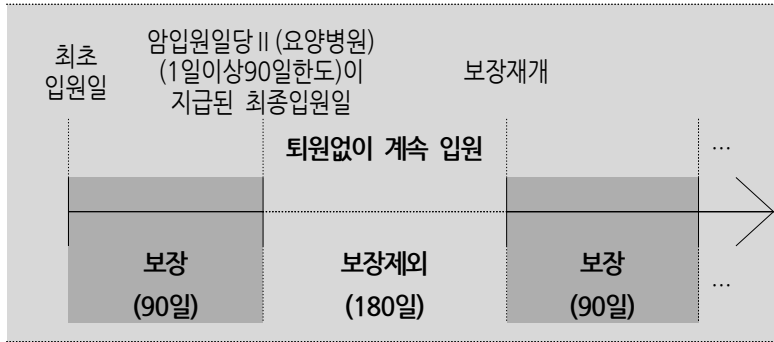 최초
입원일
암입원일당Ⅱ(요양병원)
(1일이상90일한도)이
지급된 최종입원일
보장재개
퇴원없이 계속 입원
…
보장
(90일)
보장제외
(180일)
보장
(90일)
…